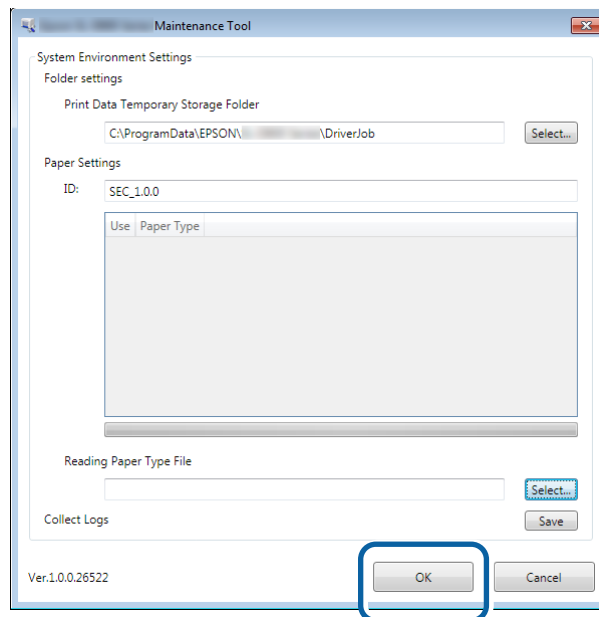 Maintenance Tool
System Environment Settings
Folder settings
Print Data Temporary Storage Folder
C:\ProgramData\EPSON\ \DriverJob
Select...
Paper Settings
ID:
SEC_1.0.0
Use Paper Type
Reading Paper Type File
Select...
Collect Logs
Save
Ver.1.0.0.26522
OK
Cancel